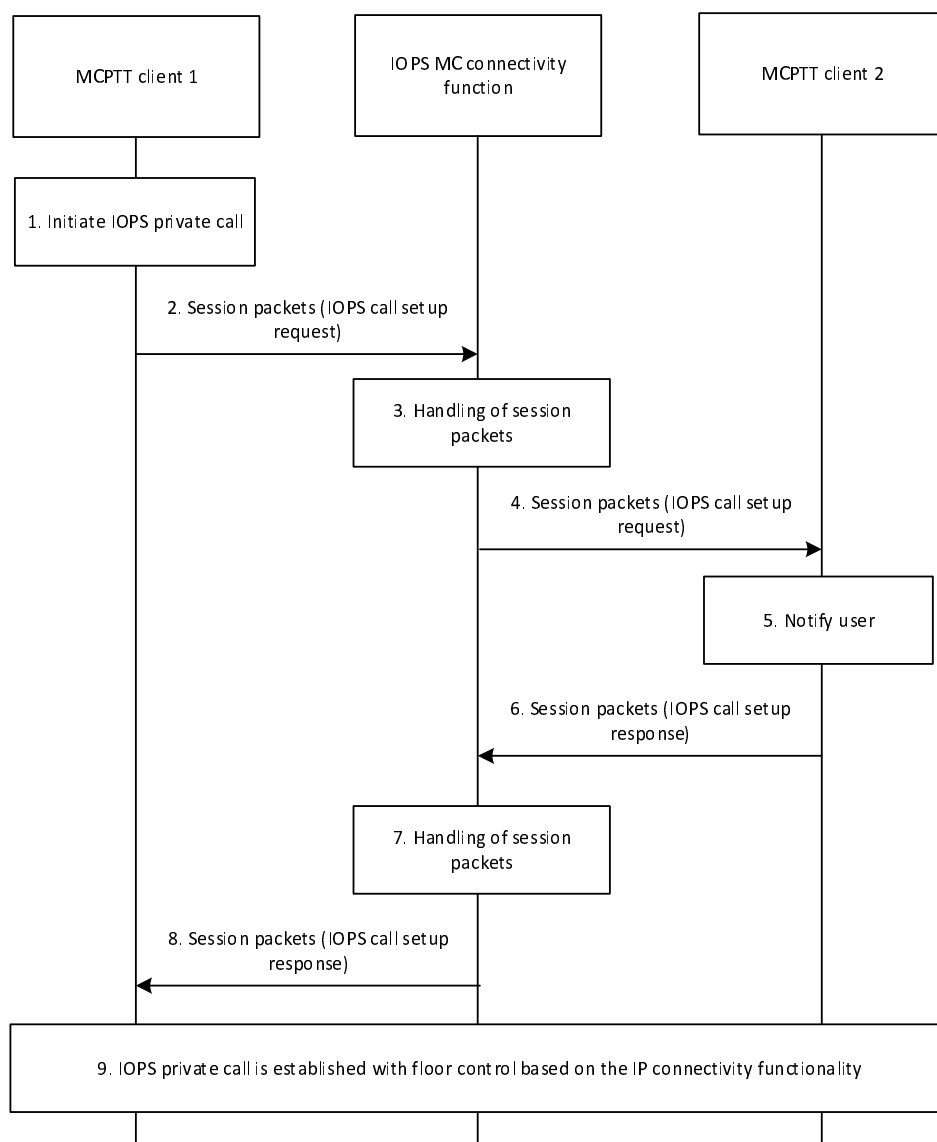 MCPTT client 1
IOPS MC connectivity
function
MCPTT client 2
1. Initiate IOPS private call
2. Session packets (IOPS call setup
request)
3. Handling of session
packets
4. Session packets (IOPS call setup
request)
5. Notify user
6. Session packets (IOPS call setup
response)
7. Handling of session
packets
8. Session packets (IOPS call setup
response)
9. IOPS private call is established with floor control based on the IP connectivity functionality